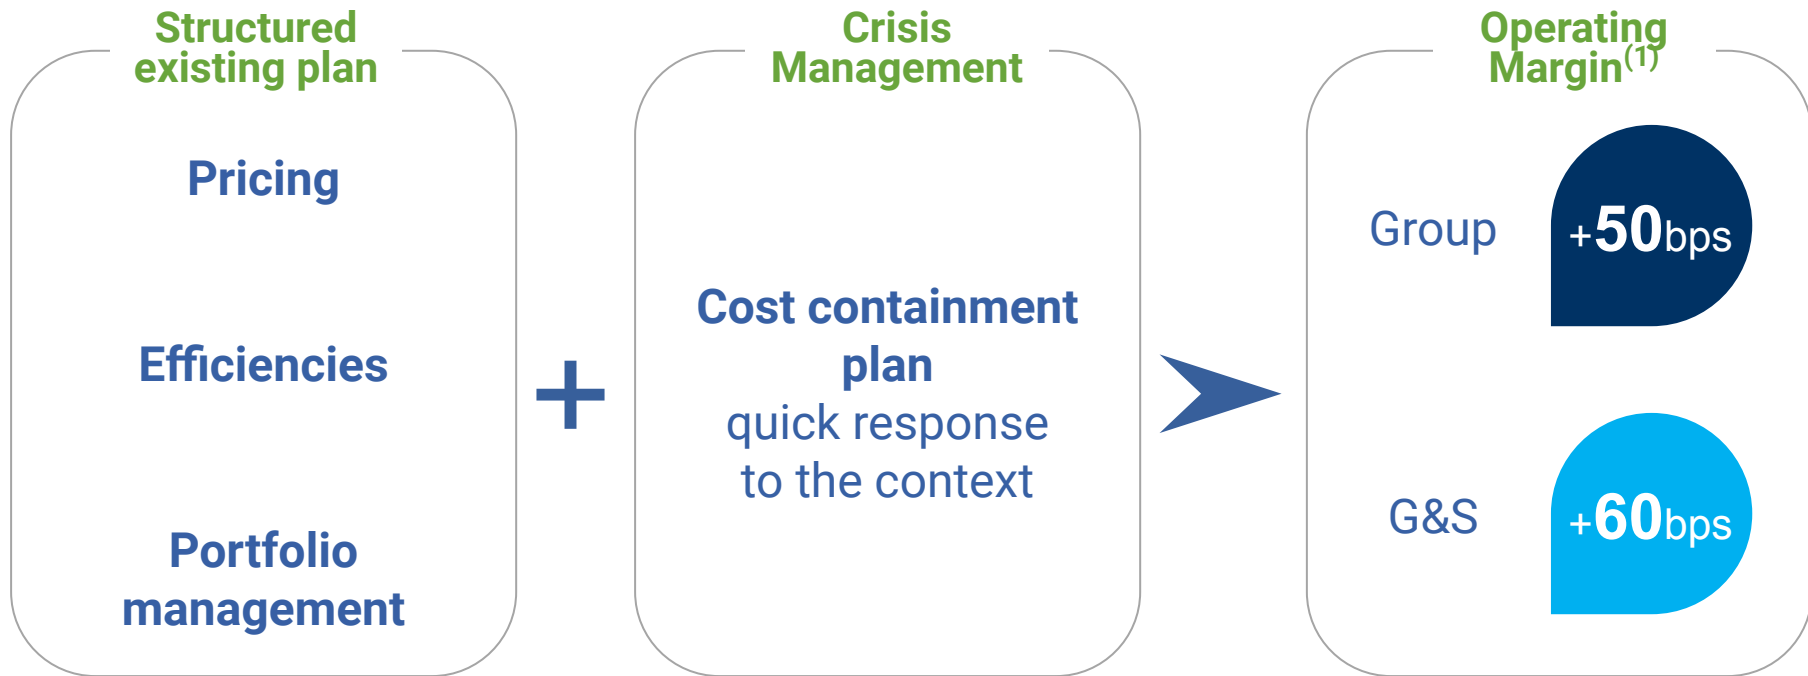 Structured
existing plan
Pricing
Efficiencies
Portfolio
management
+
Crisis
Management
Cost containment
plan
quick response
to the context
Operating
Margin(1)
Group
+50bps
G&S
+60bps